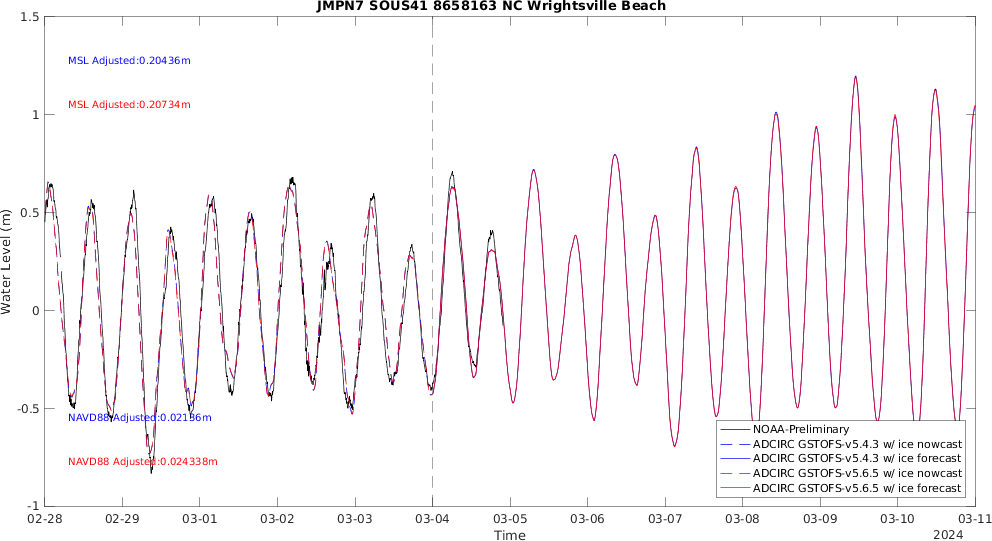 JMPN7 SOUS41 8658163 NC Wrightsville Beach
1.5
1
0.5
0
-0.5
-1
Water Level (m)
MSL Adjusted:0.20436m
MSL Adjusted:0.20734m
NAVD88 Adjusted:0.02136m
NAVD88 Adjusted:0.024338m
NOAA-Preliminary
ADCIRC GSTOFS-v5.4.3 w/ ice nowcast
ADCIRC GSTOFS-v5.4.3 w/ ice forecast
ADCIRC GSTOFS-v5.6.5 w/ ice nowcast
ADCIRC GSTOFS-v5.6.5 w/ ice forecast
02-28 02-29 03-01 03-02 03-03 03-04 03-05 03-06 03-07 03-08 03-09 03-10 03-11
Time
2024